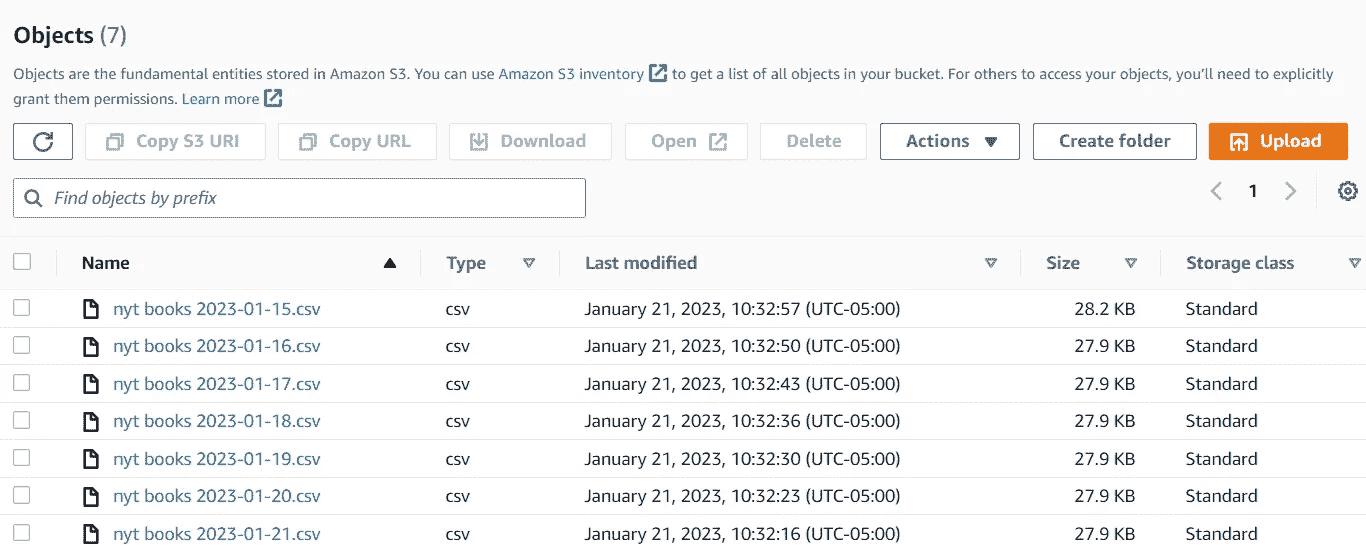 Objects (7)
Objects are the fundamental entities stored in Amazon S3. You can use Amazon S3 inventory to get a list of all objects in your bucket. For others to access your objects, you'll need to explicitly
grant them permissions. Learn more
Copy S3 URI Copy URL Download Open Delete Actions Create folder Upload
Find objects by prefix 1
Name Type Last modified Size Storage class
nyt books 2023-01-15.csv csv January 21, 2023, 10:32:57 (UTC-05:00) 28.2 KB Standard
nyt books 2023-01-16.csv csv January 21, 2023, 10:32:50 (UTC-05:00) 27.9 KB Standard
nyt books 2023-01-17.csv csv January 21, 2023, 10:32:43 (UTC-05:00) 27.9 KB Standard
nyt books 2023-01-18.csv csv January 21, 2023, 10:32:36 (UTC-05:00) 27.9 KB Standard
nyt books 2023-01-19.csv csv January 21, 2023, 10:32:30 (UTC-05:00) 27.9 KB Standard
nyt books 2023-01-20.csv csv January 21, 2023, 10:32:23 (UTC-05:00) 27.9 KB Standard
nyt books 2023-01-21.csv csv January 21, 2023, 10:32:16 (UTC-05:00) 27.9 KB Standard